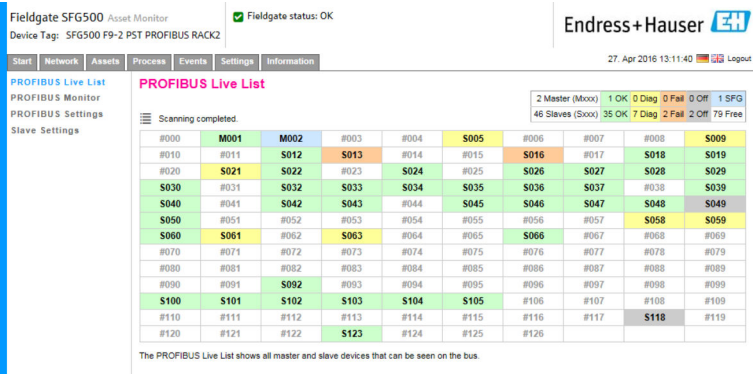 Fieldgate SFG500 Asset Monitor
Device Tag: SFG500 F9-2 PST PROFIBUS RACK2
Fieldgate status: OK
Endress+Hauser EH
Start Network Assets Process Events Settings Information
27. Apr 2016 13:11:40 Logout
PROFIBUS Live List
PROFIBUS Monitor
PROFIBUS Settings
Slave Settings
PROFIBUS Live List
Scanning completed.
2 Master (Mxxx) 1 OK 0 Diag 0 Fail 0 Off 1 SFG
46 Slaves (Sxxx) 35 OK 7 Diag 2 Fail 2 Off 79 Free
#000 M001 M002 #003 #004 S005 #006 #007 #008 S009
#010 #011 S012 S013 #014 #015 S016 #017 S018 S019
#020 S021 S022 #023 S024 #025 S026 S027 S028 S029
S030 #031 S032 S033 S034 S035 S036 S037 #038 S039
S040 #041 S042 S043 #044 S045 S046 S047 S048 S049
S050 #051 #052 #053 #054 #055 #056 #057 S058 S059
S060 S061 #062 S063 #064 #065 S066 #067 #068 #069
#070 #071 #072 #073 #074 #075 #076 #077 #078 #079
#080 #081 #082 #083 #084 #085 #086 #087 #088 #089
#090 #091 S092 #093 #094 #095 #096 #097 #098 #099
S100 S101 S102 S103 S104 S105 #106 #107 #108 #109
#110 #111 #112 #113 #114 #115 #116 #117 S118 #119
#120 #121 #122 S123 #124 #125 #126
The PROFIBUS Live List shows all master and slave devices that can be seen on the bus.